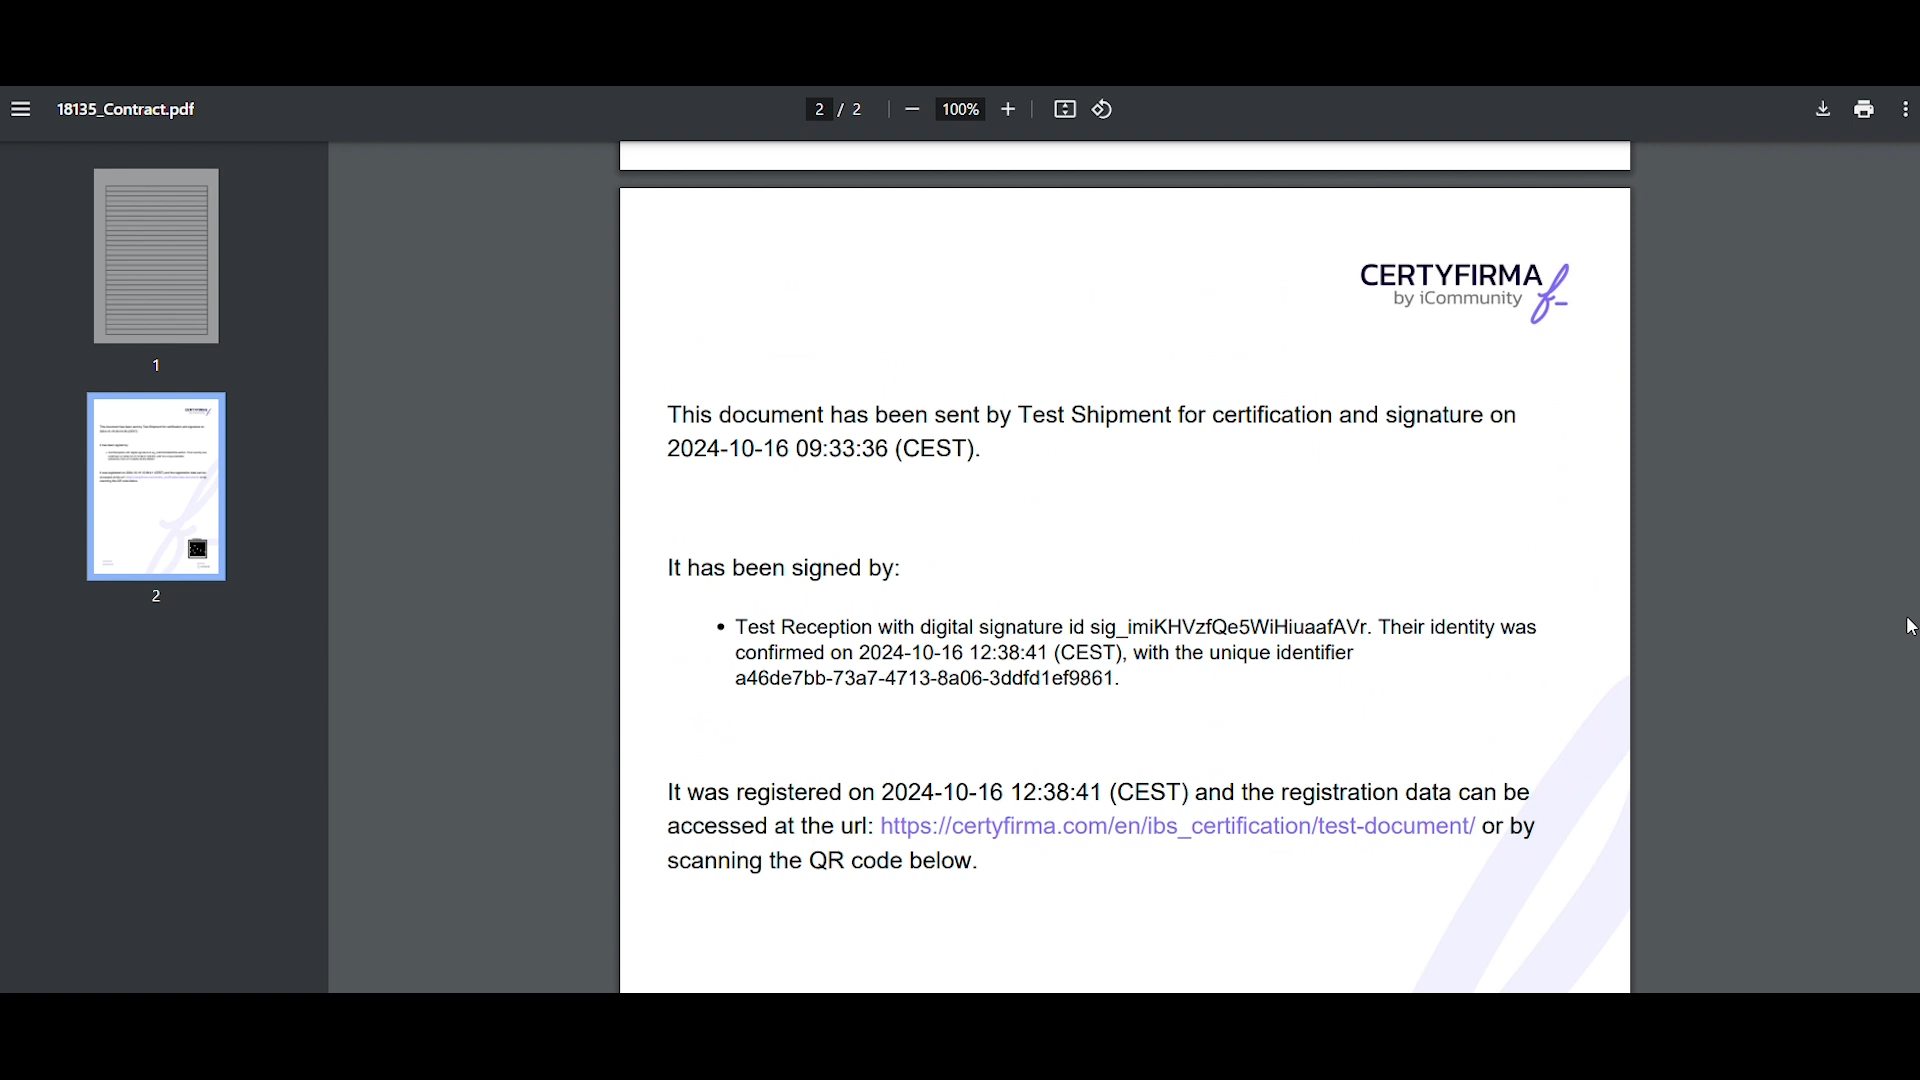 18135_Contract.pdf
2 / 2
100%
1
2
CERTYFIRMA
by iCommunity
This document has been sent by Test Shipment for certification and signature on
2024-10-16 09:33:36 (CEST).
It has been signed by:
• Test Reception with digital signature id sig_imiKHVzfQe5WiHiuaafAVr. Their identity was
confirmed on 2024-10-16 12:38:41 (CEST), with the unique identifier
a46de7bb-73a7-4713-8a06-3ddfd1ef9861.
It was registered on 2024-10-16 12:38:41 (CEST) and the registration data can be
accessed at the url: https://certyfirma.com/en/ibs_certification/test-document/ or by
scanning the QR code below.